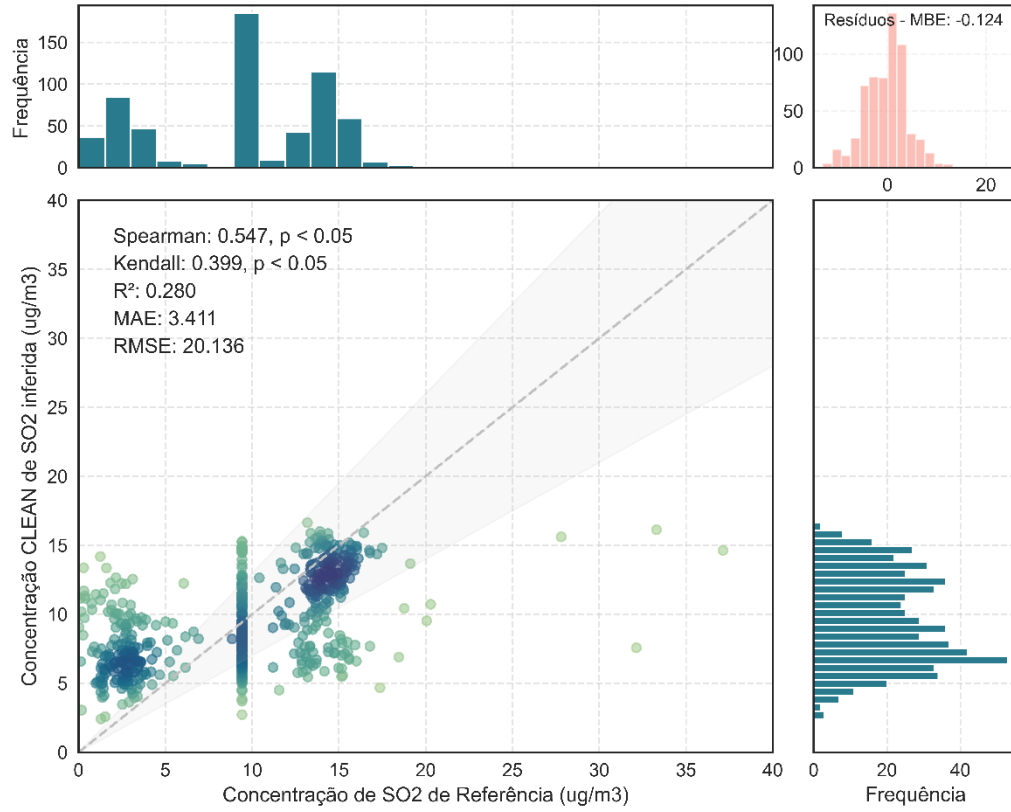 Frequência
150
100
50
0
Resíduos - MBE: -0.124
100
50
0
0 20
Concentração CLEAN de SO2 inferida (ug/m3)
40
35
30
25
20
15
10
5
0
Spearman: 0.547, p < 0.05
Kendall: 0.399, p < 0.05
R²: 0.280
MAE: 3.411
RMSE: 20.136
0 5 10 15 20 25 30 35 40
Concentração de SO2 de Referência (ug/m3)
0 20 40
Frequência